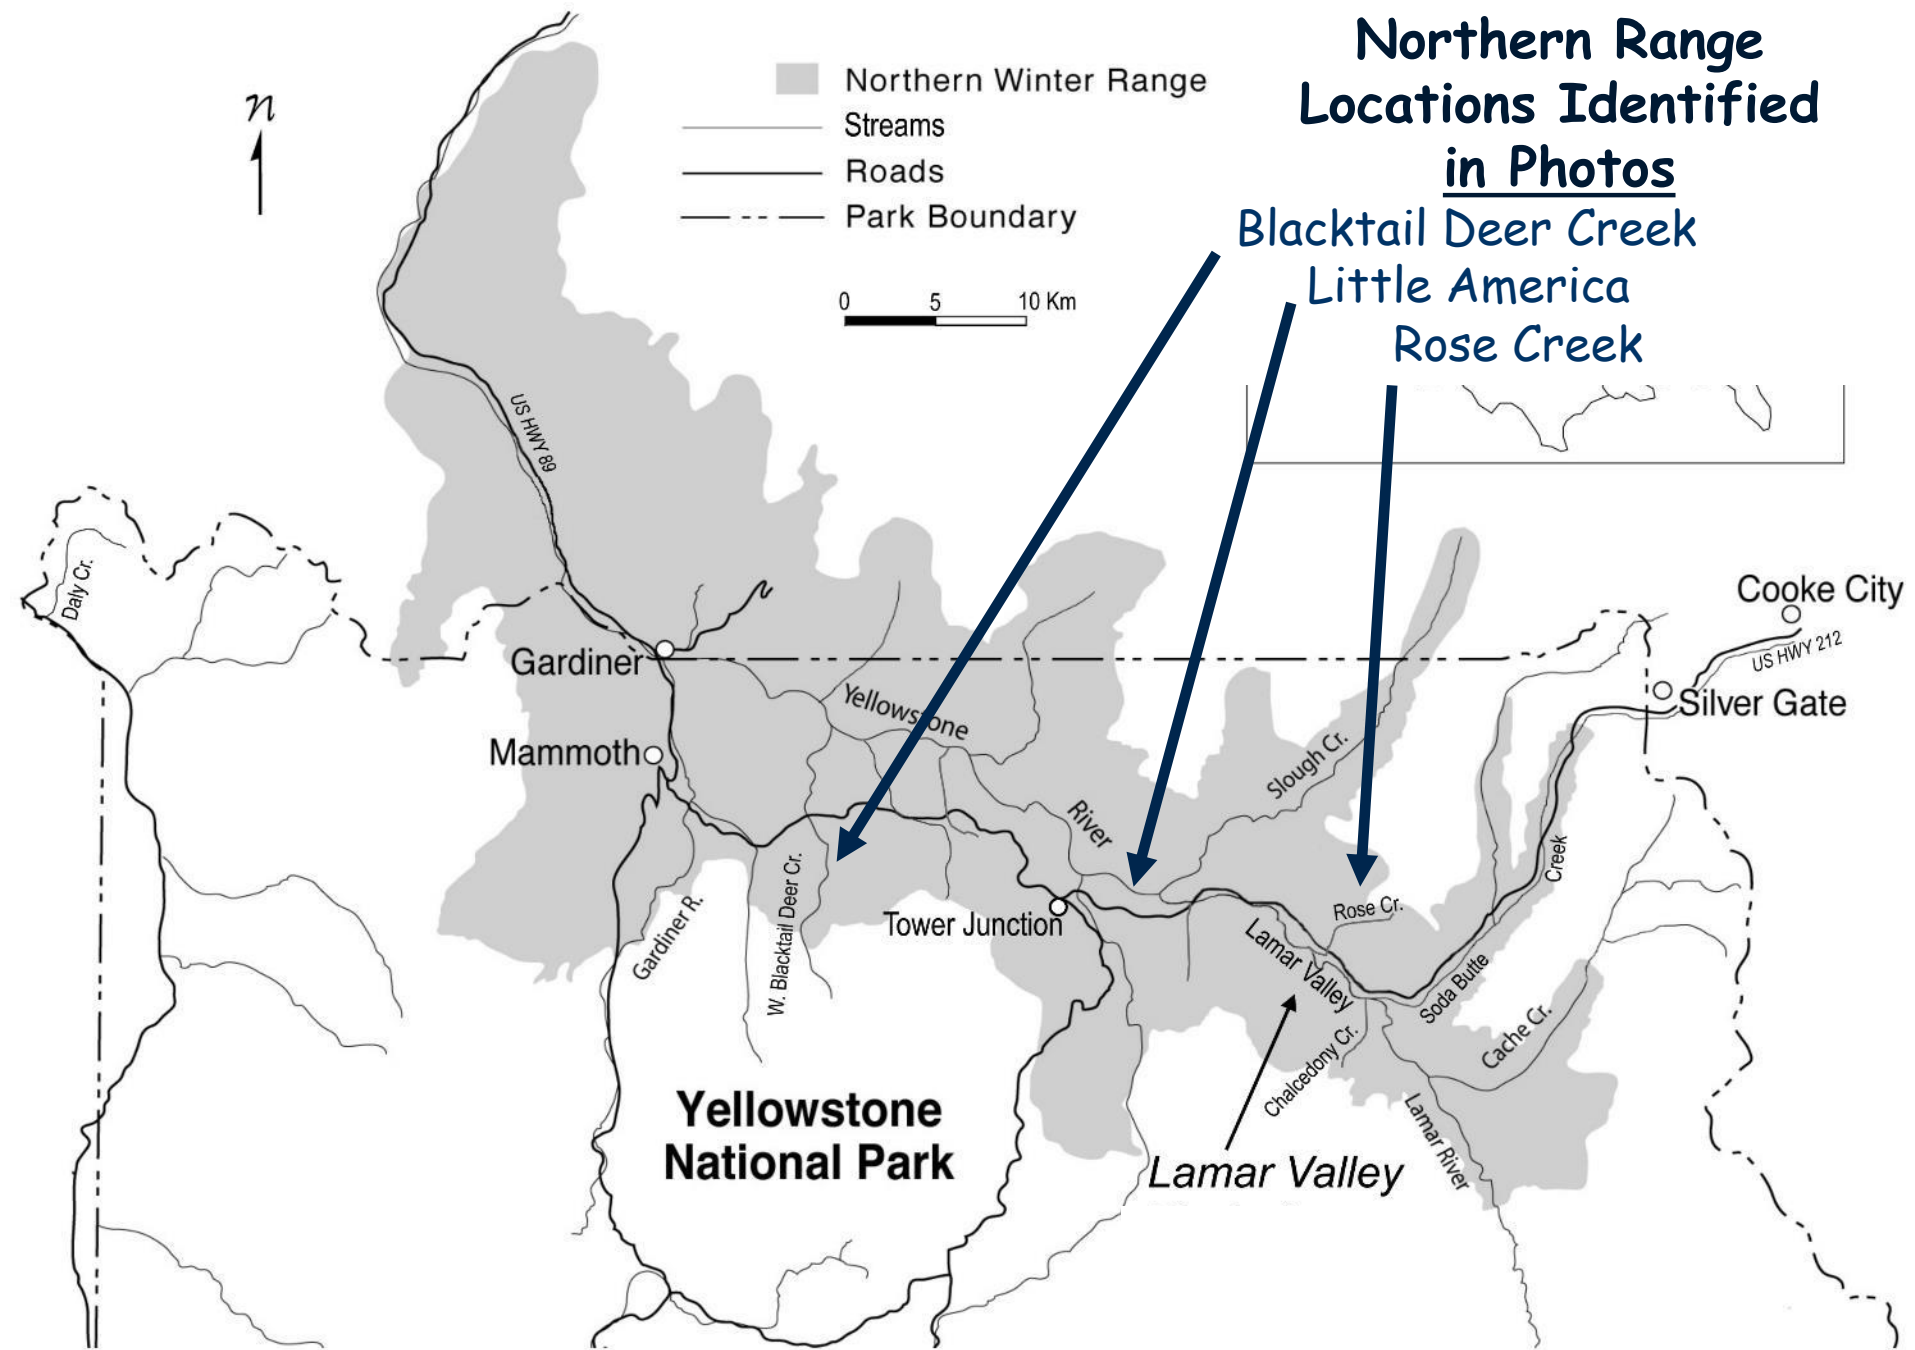 Northern Range
Locations Identified
in Photos
Blacktail Deer Creek
Little America
Rose Creek
n
Northern Winter Range
Streams
Roads
Park Boundary
0 5 10 Km
US HWY 89
Daly Cr.
Cooke City
US HWY 212
Silver Gate
Gardiner
Yellowstone
Mammoth
Slough Cr.
River
Creek
W. Blacktail Deer Cr.
Gardiner R.
Tower Junction
Rose Cr.
Lamar Valley
Soda Butte
Cache Cr.
Chalcedony Cr.
Lamar River
Yellowstone
National Park
Lamar Valley